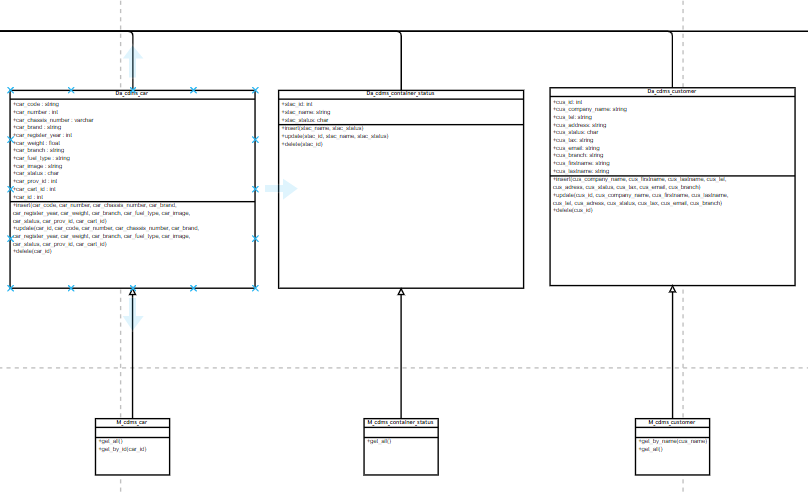 Da_cdms_car
+car_code : string
+car_number : int
+car_chassis_number : varchar
+car_brand : string
+car_register_year : int
+car_weight : float
+car_branch : string
+car_fuel_type : string
+car_image : string
+car_status : char
+car_prov_id : int
+car_cart_id : int
+car_id : int
+insert(car_code, car_number, car_chassis_number, car_brand,
car_register_year, car_weight, car_branch, car_fuel_type, car_image,
car_status, car_prov_id, car_cart_id)
+update(car_id, car_code, car_number, car_chassis_number, car_brand,
car_register_year, car_weight, car_branch, car_fuel_type, car_image,
car_status, car_prov_id, car_cart_id)
+delete(car_id)
Da_cdms_container_status
+stac_id: int
+stac_name: string
+stac_status: char
+insert(stac_name, stac_status)
+update(stac_id, stac_name, stac_status)
+delete(stac_id)
Da_cdms_customer
+cus_id: int
+cus_company_name: string
+cus_tel: string
+cus_address: string
+cus_status: char
+cus_tax: string
+cus_email: string
+cus_branch: string
+cus_firstname: string
+cus_lastname: string
+insert(cus_company_name, cus_firstname, cus_lastname, cus_tel,
cus_adress, cus_status, cus_tax, cus_email, cus_branch)
+update(cus_id, cus_company_name, cus_firstname, cus_lastname,
cus_tel, cus_adress, cus_status, cus_tax, cus_email, cus_branch)
+delete(cus_id)
M_cdms_car
+get_all()
+get_by_id(car_id)
M_cdms_container_status
+get_all()
M_cdms_customer
+get_by_name(cus_name)
+get_all()